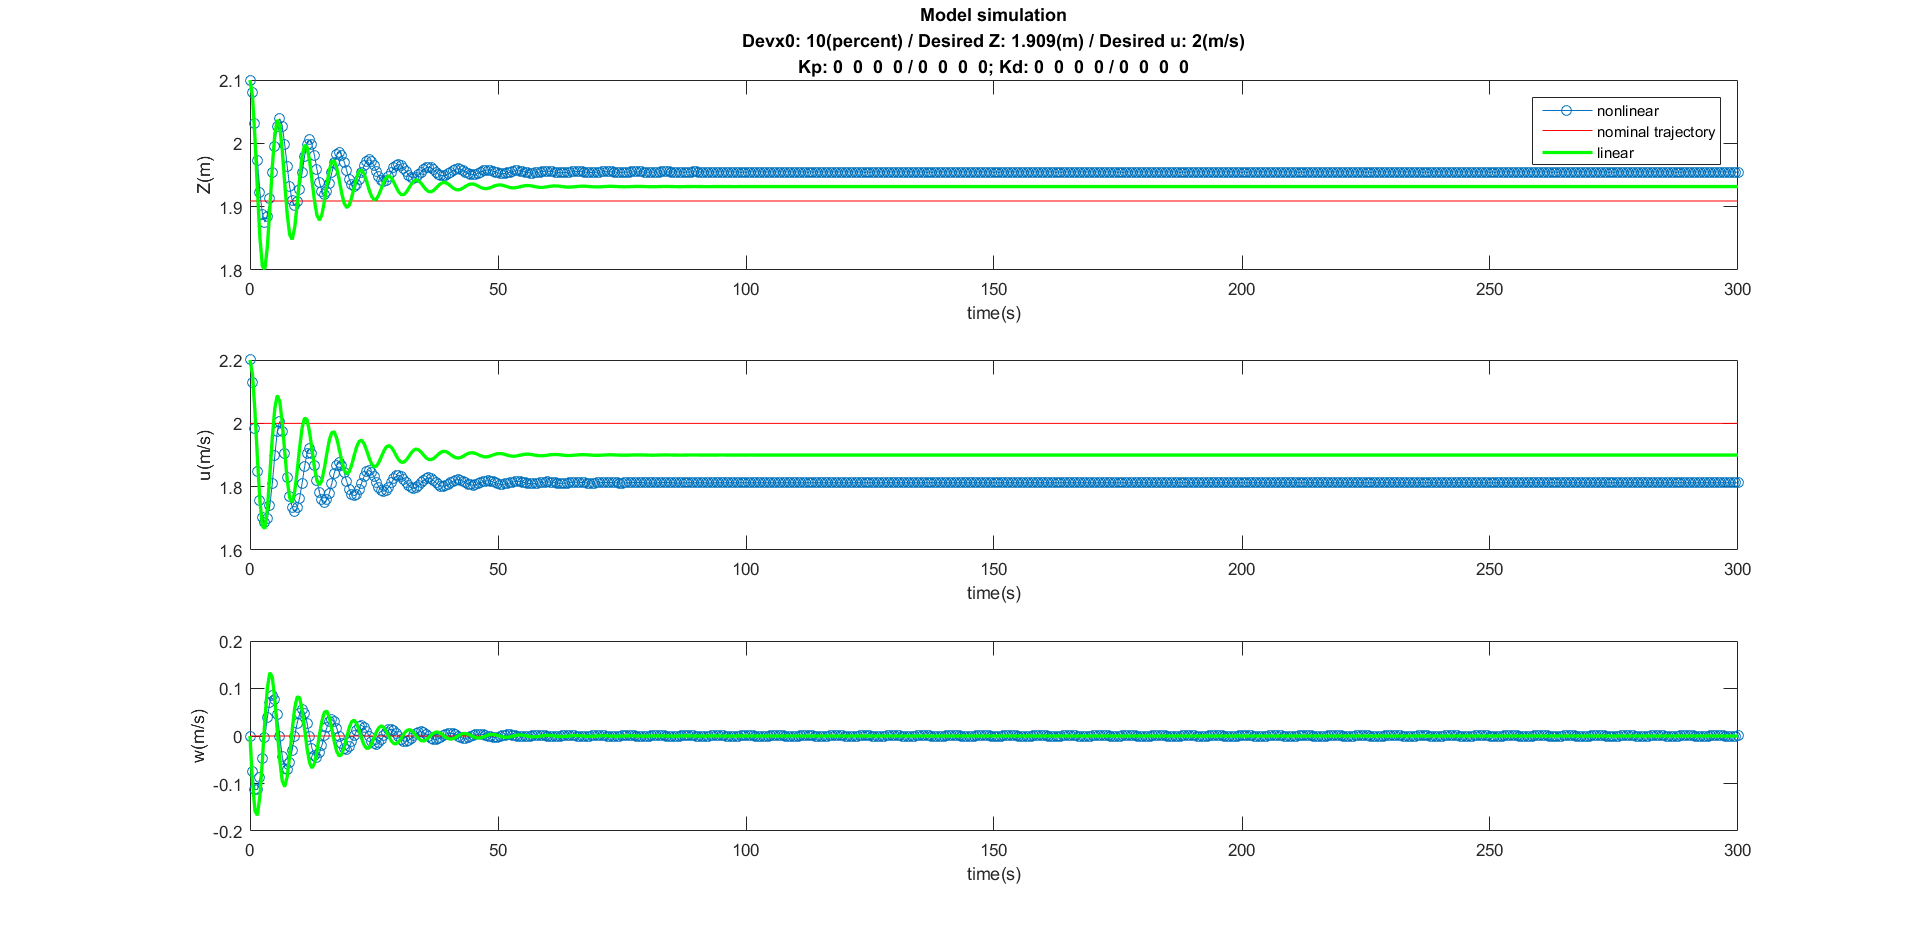 Model simulation
Devx0: 10(percent) / Desired Z: 1.909(m) / Desired u: 2(m/s)
Kp: 0 0 0 0 / 0 0 0 0; Kd: 0 0 0 0 / 0 0 0 0
2.1
2
1.9
1.8
Z(m)
nonlinear
nominal trajectory
linear
0 50 100 150 200 250 300
time(s)
2.2
2
1.8
1.6
u(m/s)
0 50 100 150 200 250 300
time(s)
0.2
0.1
0
-0.1
-0.2
w(m/s)
0 50 100 150 200 250 300
time(s)